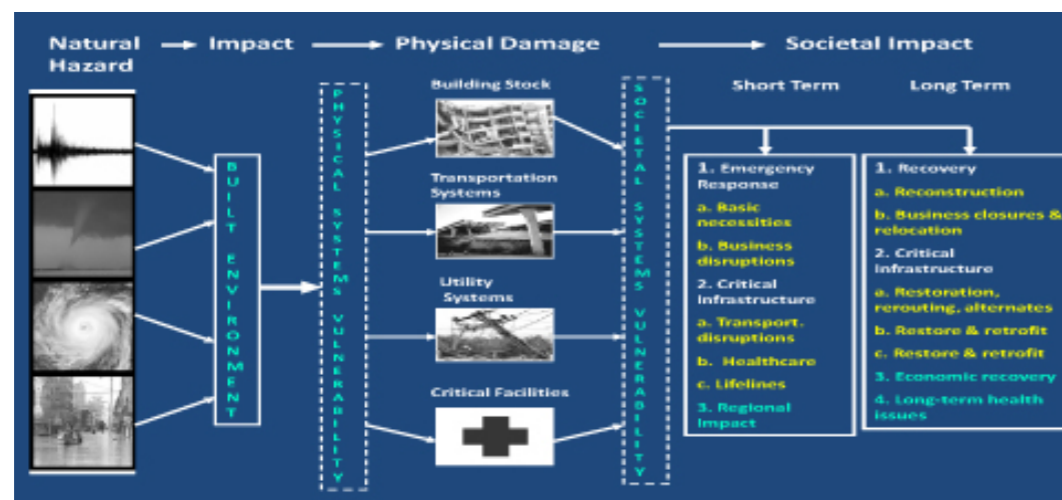 Natural
Hazard
Impact
Physical Damage
Societal Impact
Short Term
Long Term
BUILT ENVIRONMENT
PHYSICAL SYSTEMS VULNERABILITY
Building Stock
Transportation
Systems
Utility
Systems
Critical Facilities
SOCIETAL SYSTEMS VULNERABILITY
1. Emergency
Response
a. Basic
necessities
b. Business
disruptions
2. Critical
Infrastructure
a. Transport.
disruptions
b. Healthcare
c. Lifelines
3. Regional
Impact
1. Recovery
a. Reconstruction
b. Business closures &
relocation
2. Critical
Infrastructure
a. Restoration,
rerouting, alternates
b. Restore & retrofit
c. Restore & retrofit
3. Economic recovery
4. Long-term health
issues